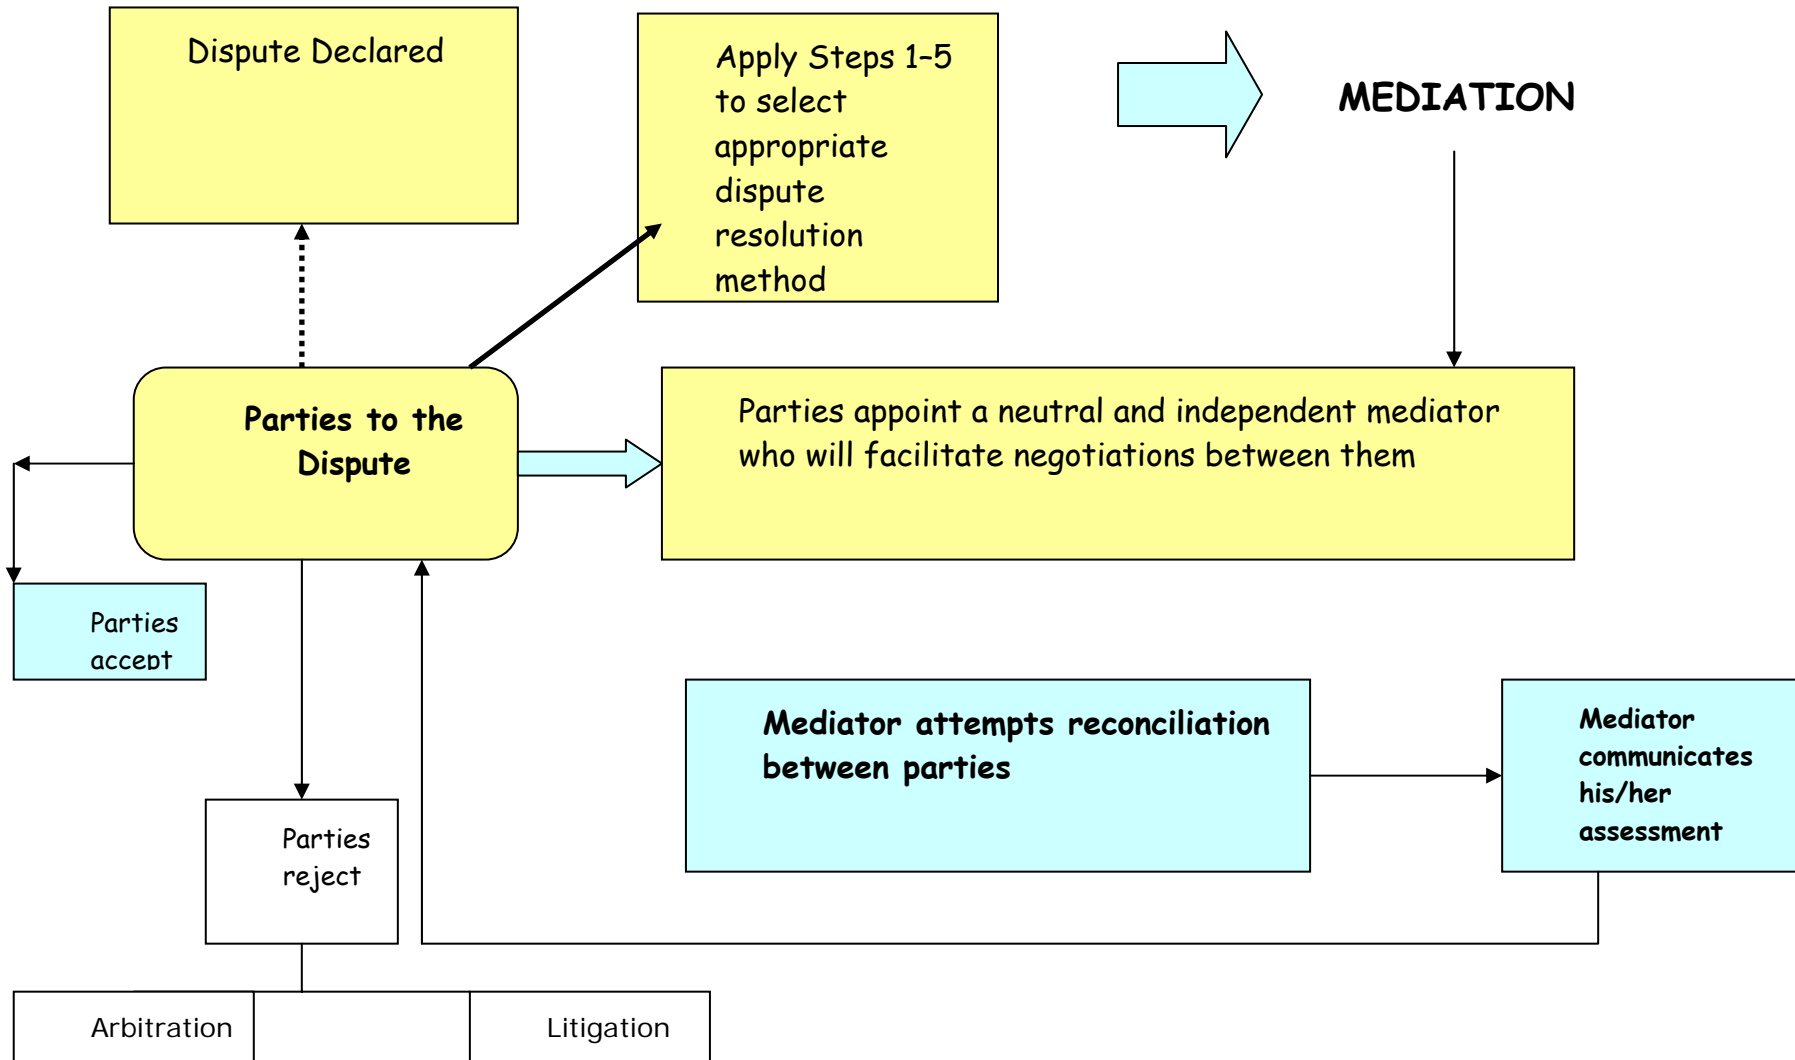 Dispute Declared
Apply Steps 1–5
to select
appropriate
dispute
resolution
method
MEDIATION
Parties to the
Dispute
Parties appoint a neutral and independent mediator
who will facilitate negotiations between them
Parties
accept
Mediator attempts reconciliation
between parties
Mediator
communicates
his/her
assessment
Parties
reject
Arbitration
Litigation